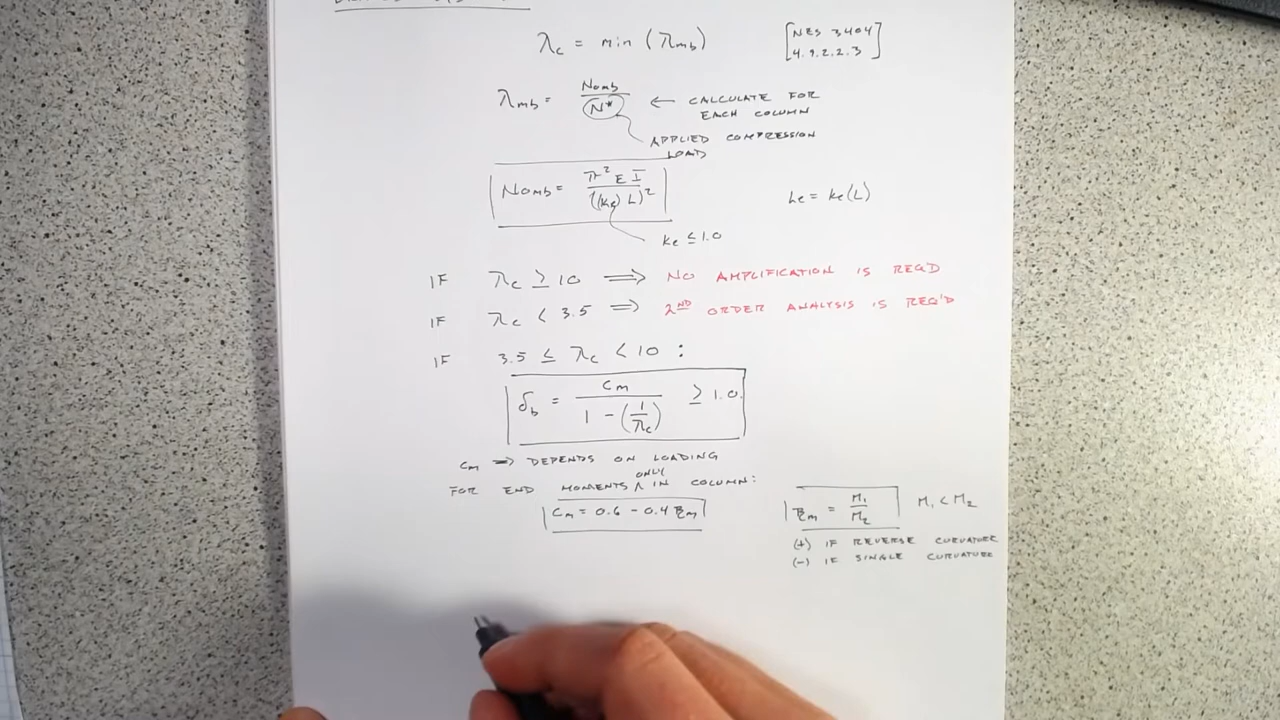 λc = min (λmb) [NES 3404
4.9.2.2.3]
λmb = Nomb / N* ← CALCULATE FOR
EACH COLUMN
APPLIED COMPRESSION
LOAD
Nomb = π² E I / ((ke) L)² Le = ke(L)
ke ≤ 1.0
IF λc ≥ 10 ⟹ NO AMPLIFICATION IS REQD
IF λc < 3.5 ⟹ 2ND ORDER ANALYSIS IS REQ'D
IF 3.5 ≤ λc < 10 :
δb = cm / (1 - (1/λc)) ≥ 1.0.
cm ⟹ DEPENDS ON LOADING
FOR END MOMENTS ONLY IN COLUMN:
Cm = 0.6 - 0.4 βm
βm = M1 / M2 M1 < M2
(+) IF REVERSE CURVATURE
(-) IF SINGLE CURVATURE